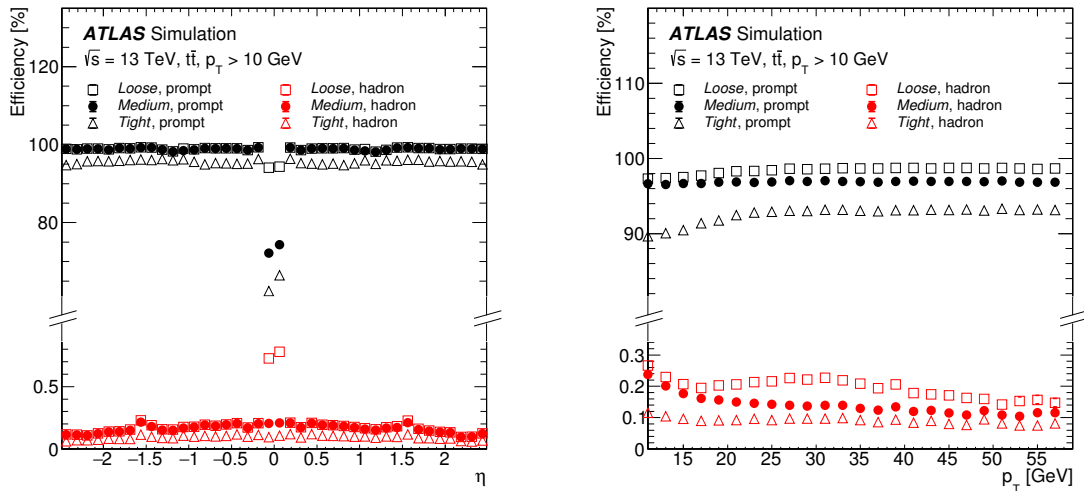 Efficiency [%]
ATLAS Simulation
√s = 13 TeV, tt̄, p_T > 10 GeV
Loose, prompt
Loose, hadron
Medium, prompt
Medium, hadron
Tight, prompt
Tight, hadron
120
100
80
0.5
0
−2 −1.5 −1 −0.5 0 0.5 1 1.5 2
η
Efficiency [%]
ATLAS Simulation
√s = 13 TeV, tt̄, p_T > 10 GeV
Loose, prompt
Loose, hadron
Medium, prompt
Medium, hadron
Tight, prompt
Tight, hadron
110
100
90
0.3
0.2
0.1
0
15 20 25 30 35 40 45 50 55
p_T [GeV]